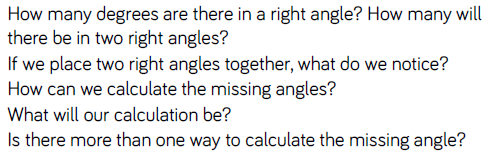 How many degrees are there in a right angle? How many will
there be in two right angles?
If we place two right angles together, what do we notice?
How can we calculate the missing angles?
What will our calculation be?
Is there more than one way to calculate the missing angle?